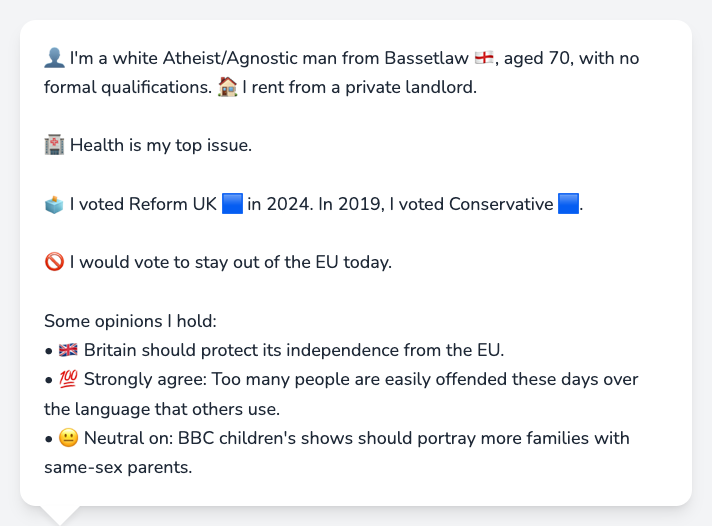 👤 I'm a white Atheist/Agnostic man from Bassetlaw 🏴󠁧󠁢󠁥󠁮󠁧󠁿, aged 70, with no
formal qualifications. 🏠 I rent from a private landlord.
🏥 Health is my top issue.
🗳️ I voted Reform UK 🟦 in 2024. In 2019, I voted Conservative 🟦.
🚫 I would vote to stay out of the EU today.
Some opinions I hold:
• 🇬🇧 Britain should protect its independence from the EU.
• 💯 Strongly agree: Too many people are easily offended these days over
the language that others use.
• 😐 Neutral on: BBC children's shows should portray more families with
same-sex parents.